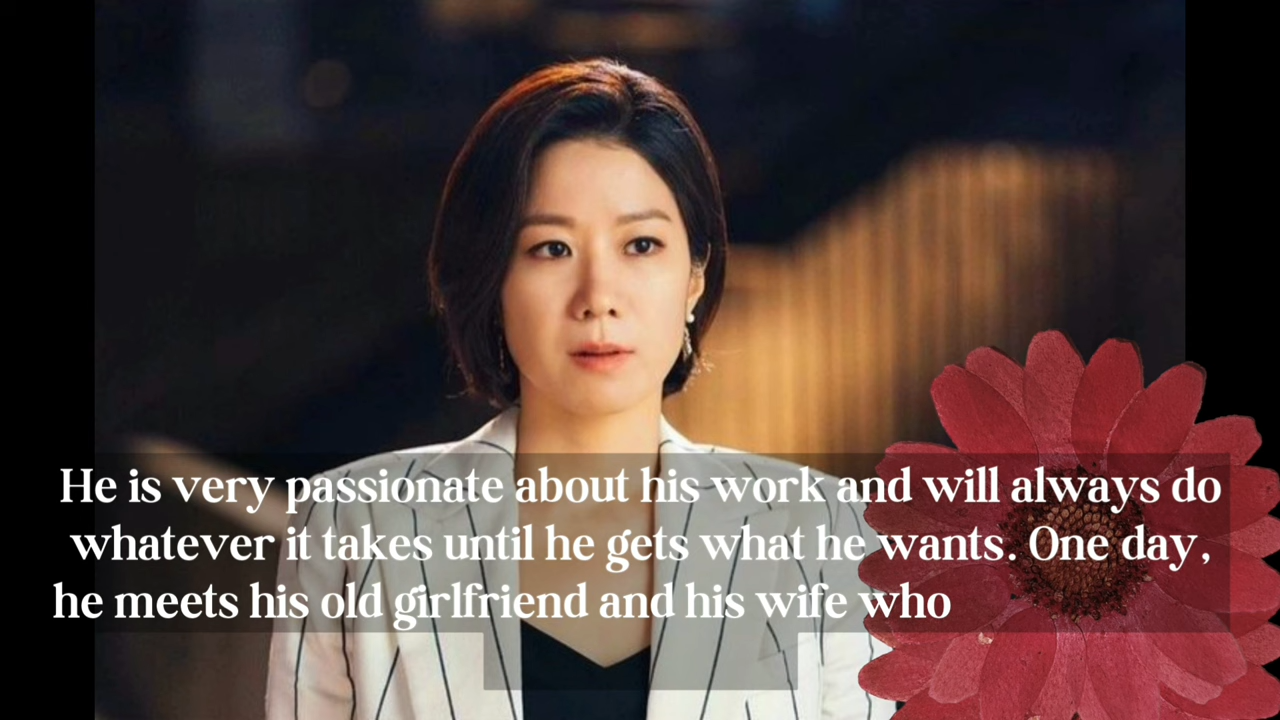 He is very passionate about his work and will always do
whatever it takes until he gets what he wants. One day,
he meets his old girlfriend and his wife who